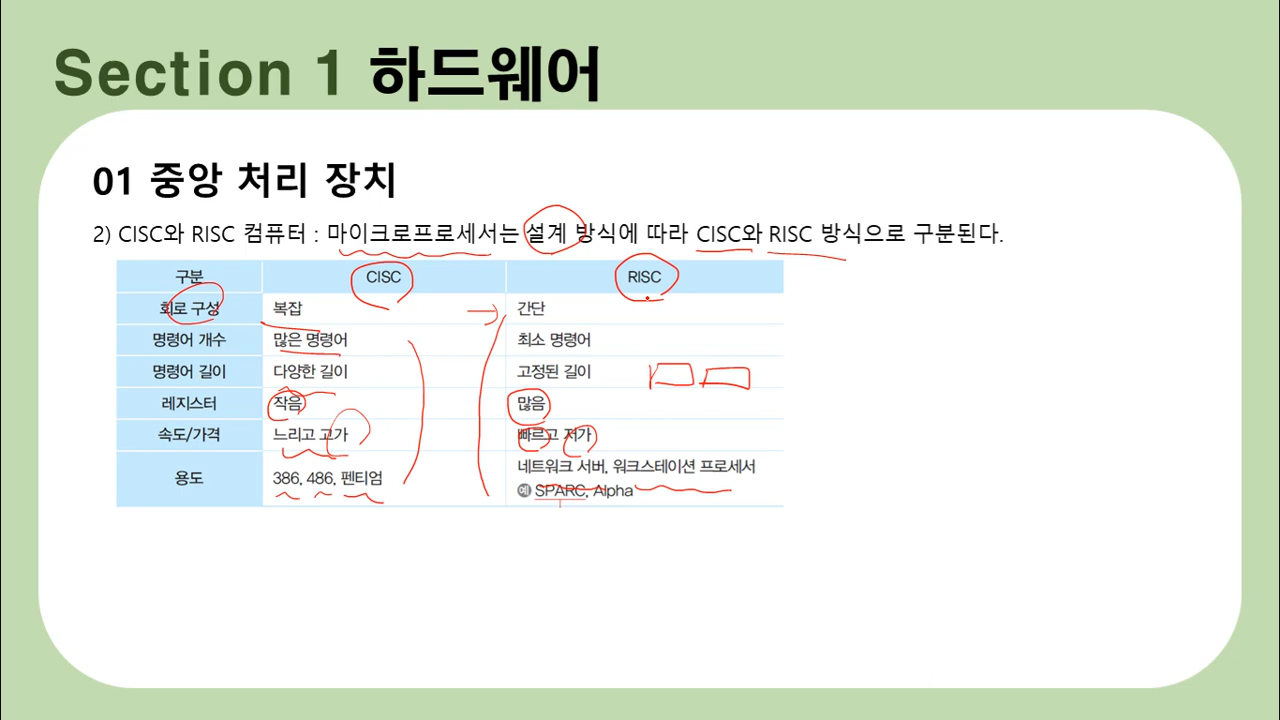 Section 1 하드웨어
01 중앙 처리 장치
2) CISC와 RISC 컴퓨터 : 마이크로프로세서는 설계 방식에 따라 CISC와 RISC 방식으로 구분된다.
구분 CISC RISC
회로 구성 복잡 간단
명령어 개수 많은 명령어 최소 명령어
명령어 길이 다양한 길이 고정된 길이
레지스터 작음 많음
속도/가격 느리고 고가 빠르고 저가
용도 386, 486, 펜티엄 네트워크 서버, 워크스테이션 프로세서
예 SPARC, Alpha